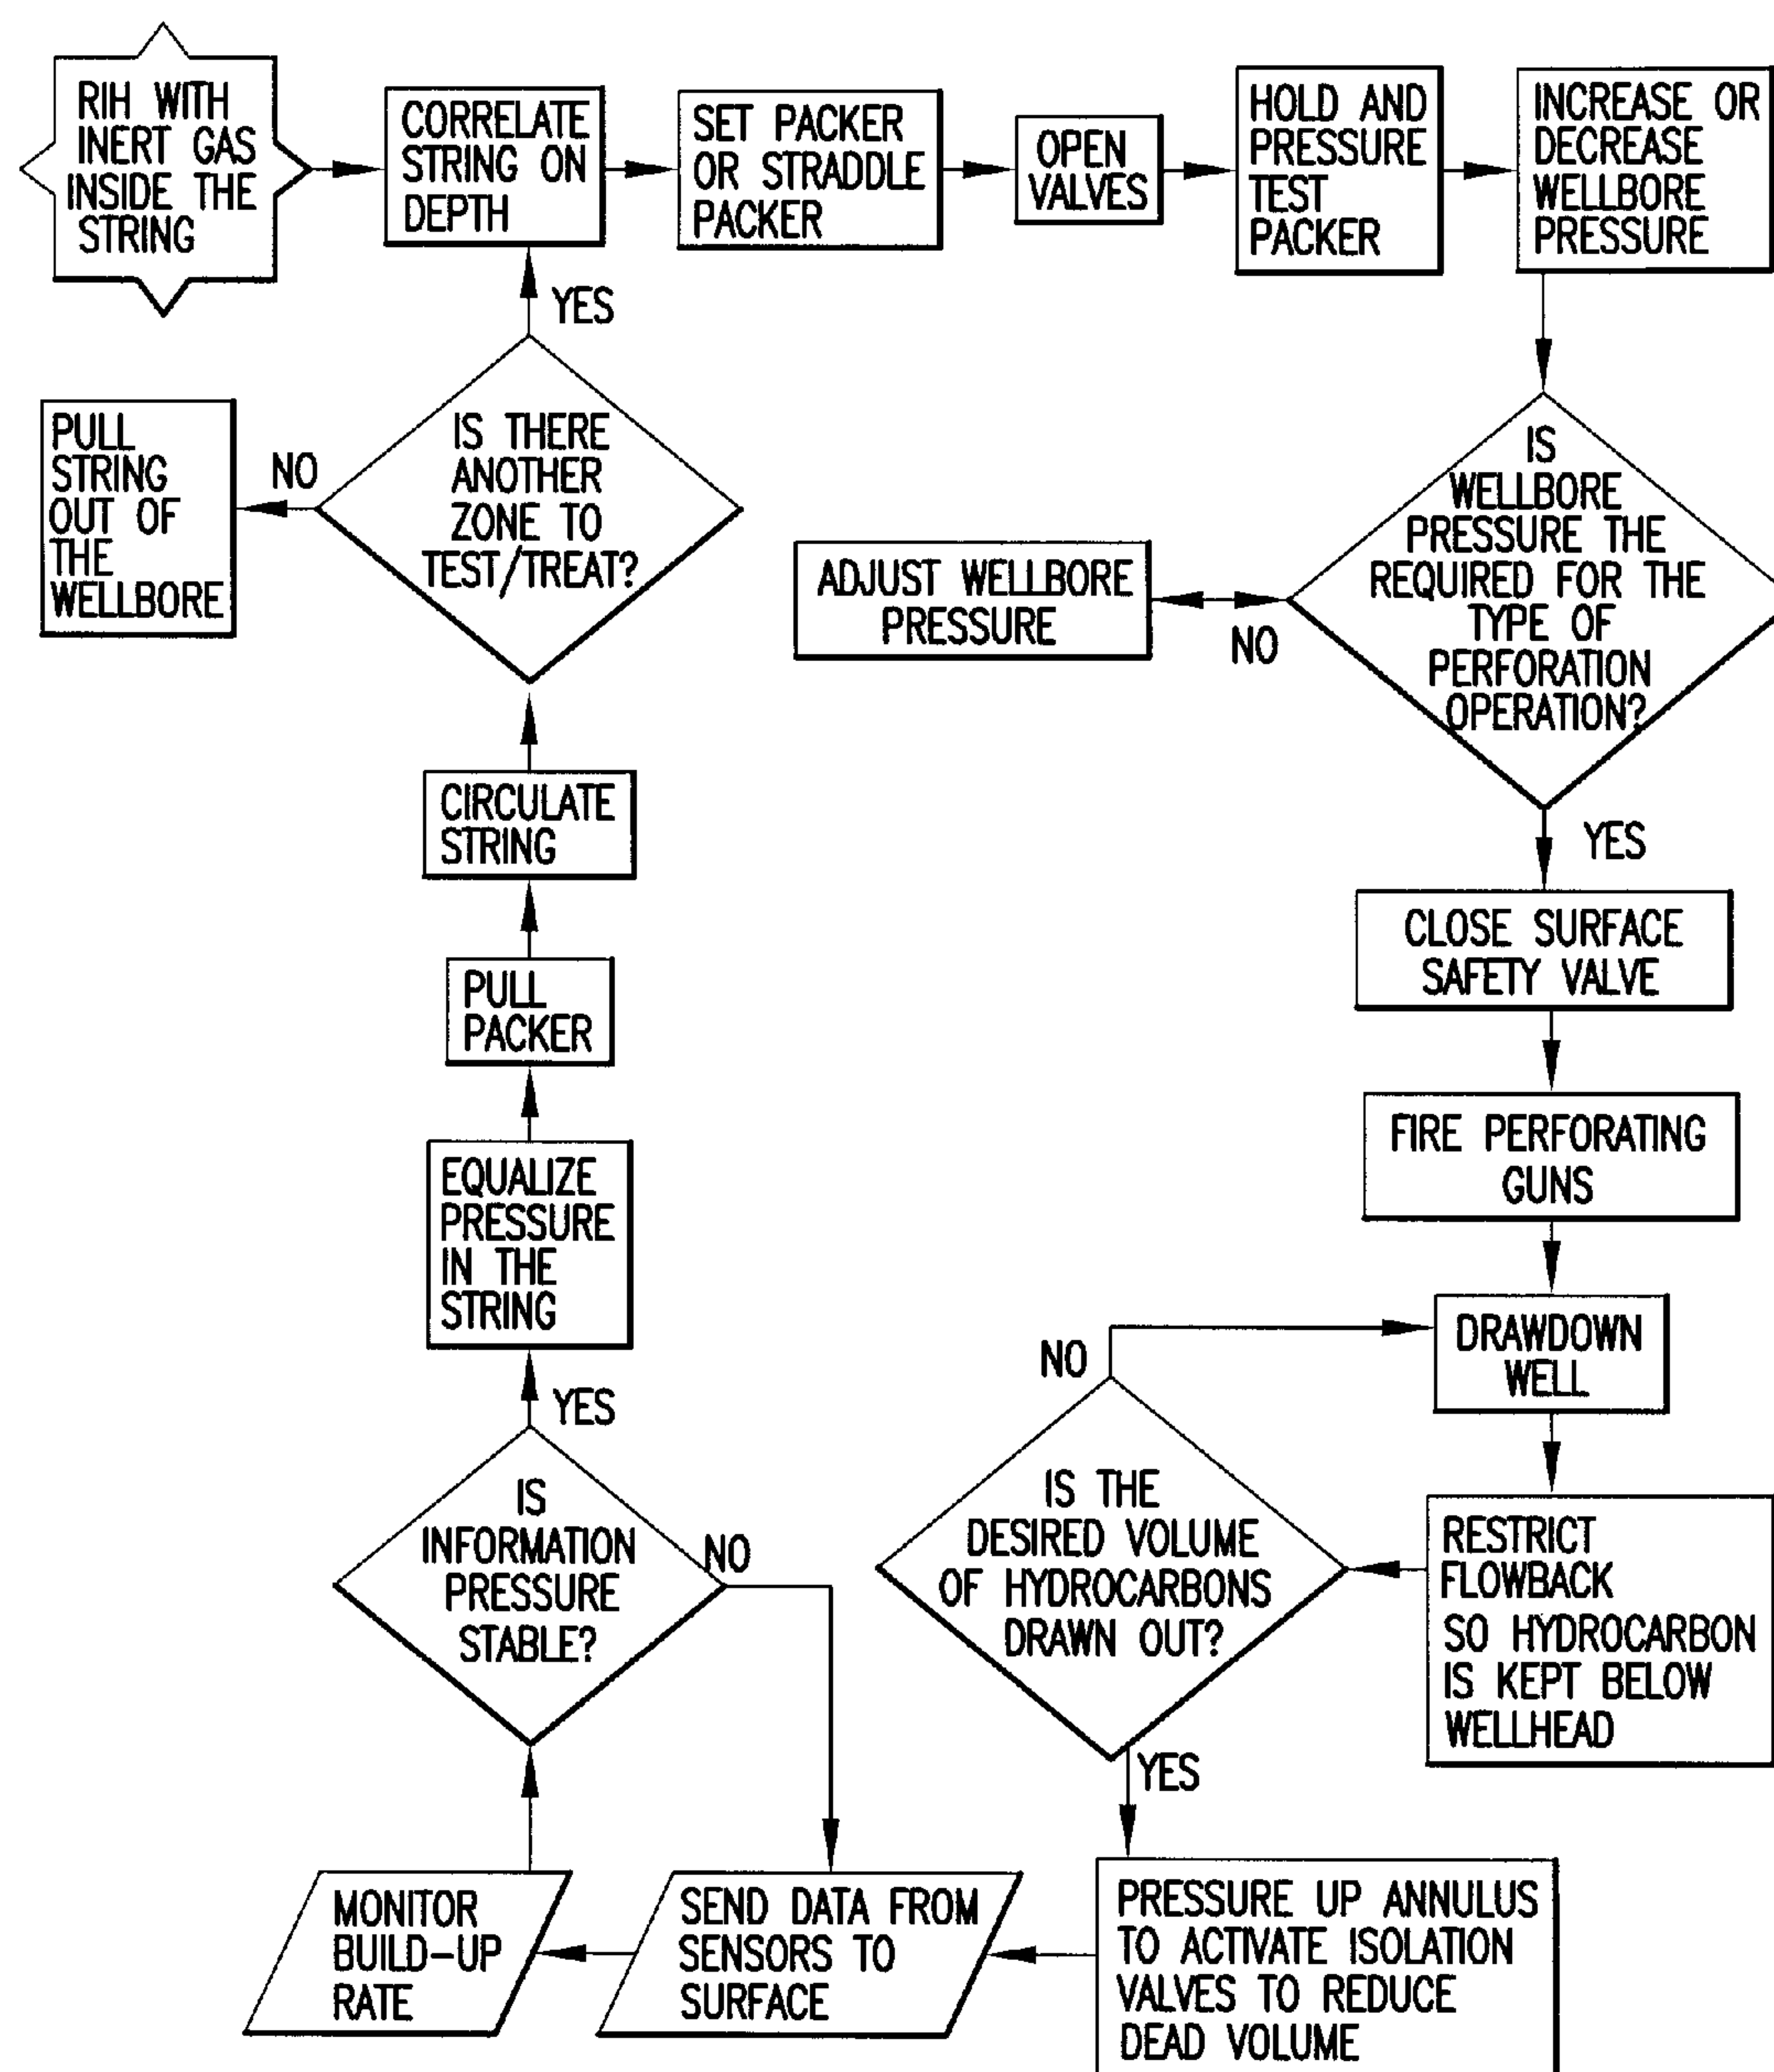 RIH WITH
INERT GAS
INSIDE THE
STRING
CORRELATE
STRING ON
DEPTH
SET PACKER
OR STRADDLE
PACKER
OPEN
VALVES
HOLD AND
PRESSURE
TEST
PACKER
INCREASE OR
DECREASE
WELLBORE
PRESSURE
IS
WELLBORE
PRESSURE THE
REQUIRED FOR THE
TYPE OF
PERFORATION
OPERATION?
NO
ADJUST WELLBORE
PRESSURE
YES
CLOSE SURFACE
SAFETY VALVE
FIRE PERFORATING
GUNS
DRAWDOWN
WELL
RESTRICT
FLOWBACK
SO HYDROCARBON
IS KEPT BELOW
WELLHEAD
IS THE
DESIRED VOLUME
OF HYDROCARBONS
DRAWN OUT?
NO
YES
PRESSURE UP ANNULUS
TO ACTIVATE ISOLATION
VALVES TO REDUCE
DEAD VOLUME
SEND DATA FROM
SENSORS TO
SURFACE
MONITOR
BUILD-UP
RATE
IS
INFORMATION
PRESSURE
STABLE?
NO
YES
EQUALIZE
PRESSURE
IN THE
STRING
PULL
PACKER
CIRCULATE
STRING
IS THERE
ANOTHER
ZONE TO
TEST/TREAT?
YES
NO
PULL
STRING
OUT OF
THE
WELLBORE